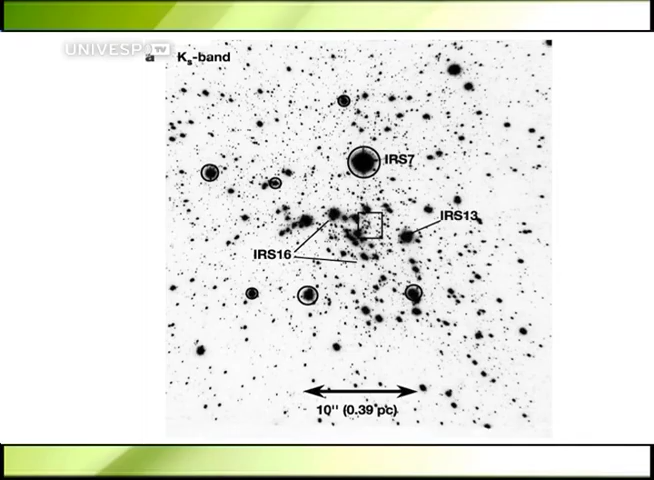 UNIVESP TV
a Ks-band
IRS7
IRS13
IRS16
10'' (0.39 pc)